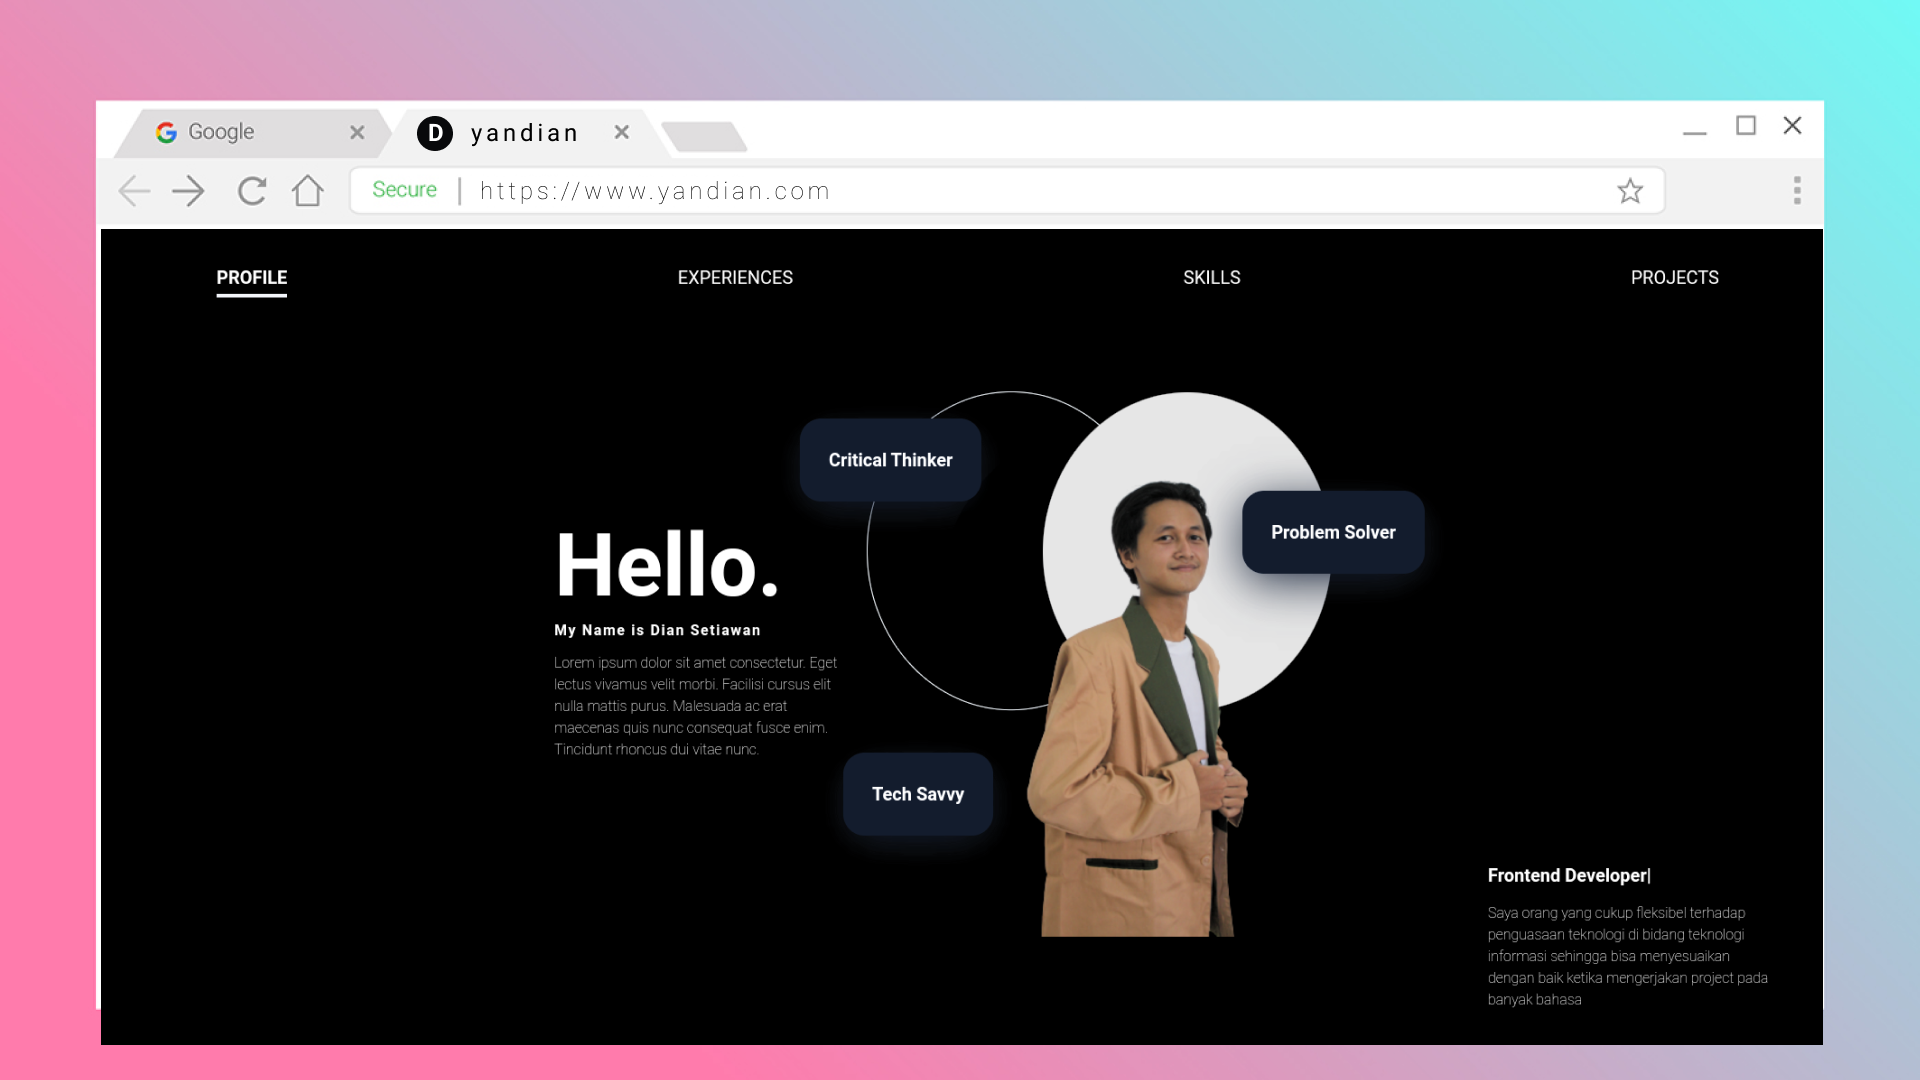 Google
D yandian
Secure | https://www.yandian.com
PROFILE
EXPERIENCES
SKILLS
PROJECTS
Critical Thinker
Problem Solver
Hello.
My Name is Dian Setiawan
Lorem ipsum dolor sit amet consectetur. Eget
lectus vivamus velit morbi. Facilisi cursus elit
nulla mattis purus. Malesuada ac erat
maecenas quis nunc consequat fusce enim.
Tincidunt rhoncus dui vitae nunc.
Tech Savvy
Frontend Developer|
Saya orang yang cukup fleksibel terhadap
penguasaan teknologi di bidang teknologi
informasi sehingga bisa menyesuaikan
dengan baik ketika mengerjakan project pada
banyak bahasa